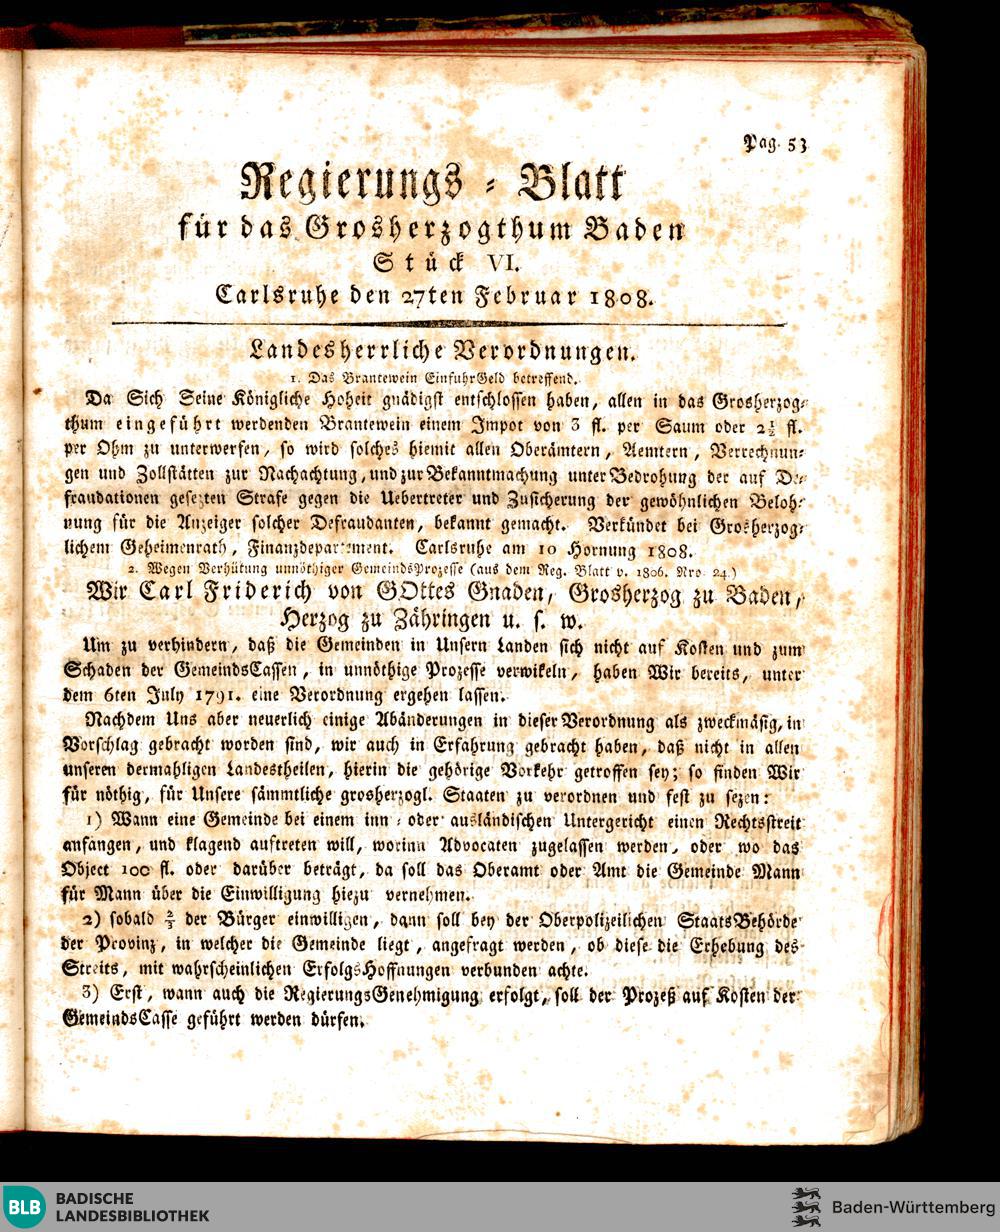 Pag. 53
Regierungs-Blatt
für das Grosherzogthum Baden
Stück VI.
Carlsruhe den 27ten Februar 1808.
Landesherrliche Verordnungen.
1. Das Brantewein EinfuhrGeld betreffend.
Da Sich Seine Königliche Hoheit gnädigst entschlossen haben, allen in das Grosherzog-
thum eingeführt werdenden Brantewein einem Impot von 3 fl. per Saum oder 2½ fl.
per Ohm zu unterwerfen, so wird solches hiemit allen Oberämtern, Aemtern, Verrechnun-
gen und Zollstätten zur Nachachtung, und zur Bekanntmachung unter Bedrohung der auf De-
fraudationen gesezten Strafe gegen die Uebertreter und Zusicherung der gewöhnlichen Beloh-
nung für die Anzeiger solcher Defraudanten, bekannt gemacht. Verkündet bei Grosherzog-
lichem Geheimenrath, Finanzdepartement. Carlsruhe am 10 Hornung 1808.
2. Wegen Verhütung unnöthiger GemeindsProzesse (aus dem Reg. Blatt v. 1806. Nro. 24.)
Wir Carl Friderich von GOttes Gnaden, Grosherzog zu Baden,
Herzog zu Zähringen u. s. w.
Um zu verhindern, daß die Gemeinden in Unsern Landen sich nicht auf Kosten und zum
Schaden der GemeindsCassen, in unnöthige Prozesse verwikeln, haben Wir bereits, unter
dem 6ten July 1791. eine Verordnung ergehen lassen.
Nachdem Uns aber neuerlich einige Abänderungen in dieser Verordnung als zweckmäsig, in
Vorschlag gebracht worden sind, wir auch in Erfahrung gebracht haben, daß nicht in allen
unseren dermahligen Landestheilen, hierin die gehörige Vorkehr getroffen sey; so finden Wir
für nöthig, für Unsere sämmtliche grosherzogl. Staaten zu verordnen und fest zu sezen:
1) Wann eine Gemeinde bei einem inn- oder ausländischen Untergericht einen Rechtsstreit
anfangen, und klagend auftreten will, worinn Advocaten zugelassen werden, oder wo das
Object 100 fl. oder darüber beträgt, da soll das Oberamt oder Amt die Gemeinde Mann
für Mann über die Einwilligung hiezu vernehmen.
2) sobald ⅔ der Bürger einwilligen, dann soll bey der Oberpolizeilichen StaatsBehörde
der Provinz, in welcher die Gemeinde liegt, angefragt werden, ob diese die Erhebung des
Streits, mit wahrscheinlichen ErfolgsHoffnungen verbunden achte.
3) Erst, wann auch die RegierungsGenehmigung erfolgt, soll der Prozeß auf Kosten der
GemeindsCasse geführt werden dürfen.
BLB BADISCHE
LANDESBIBLIOTHEK
Baden-Württemberg